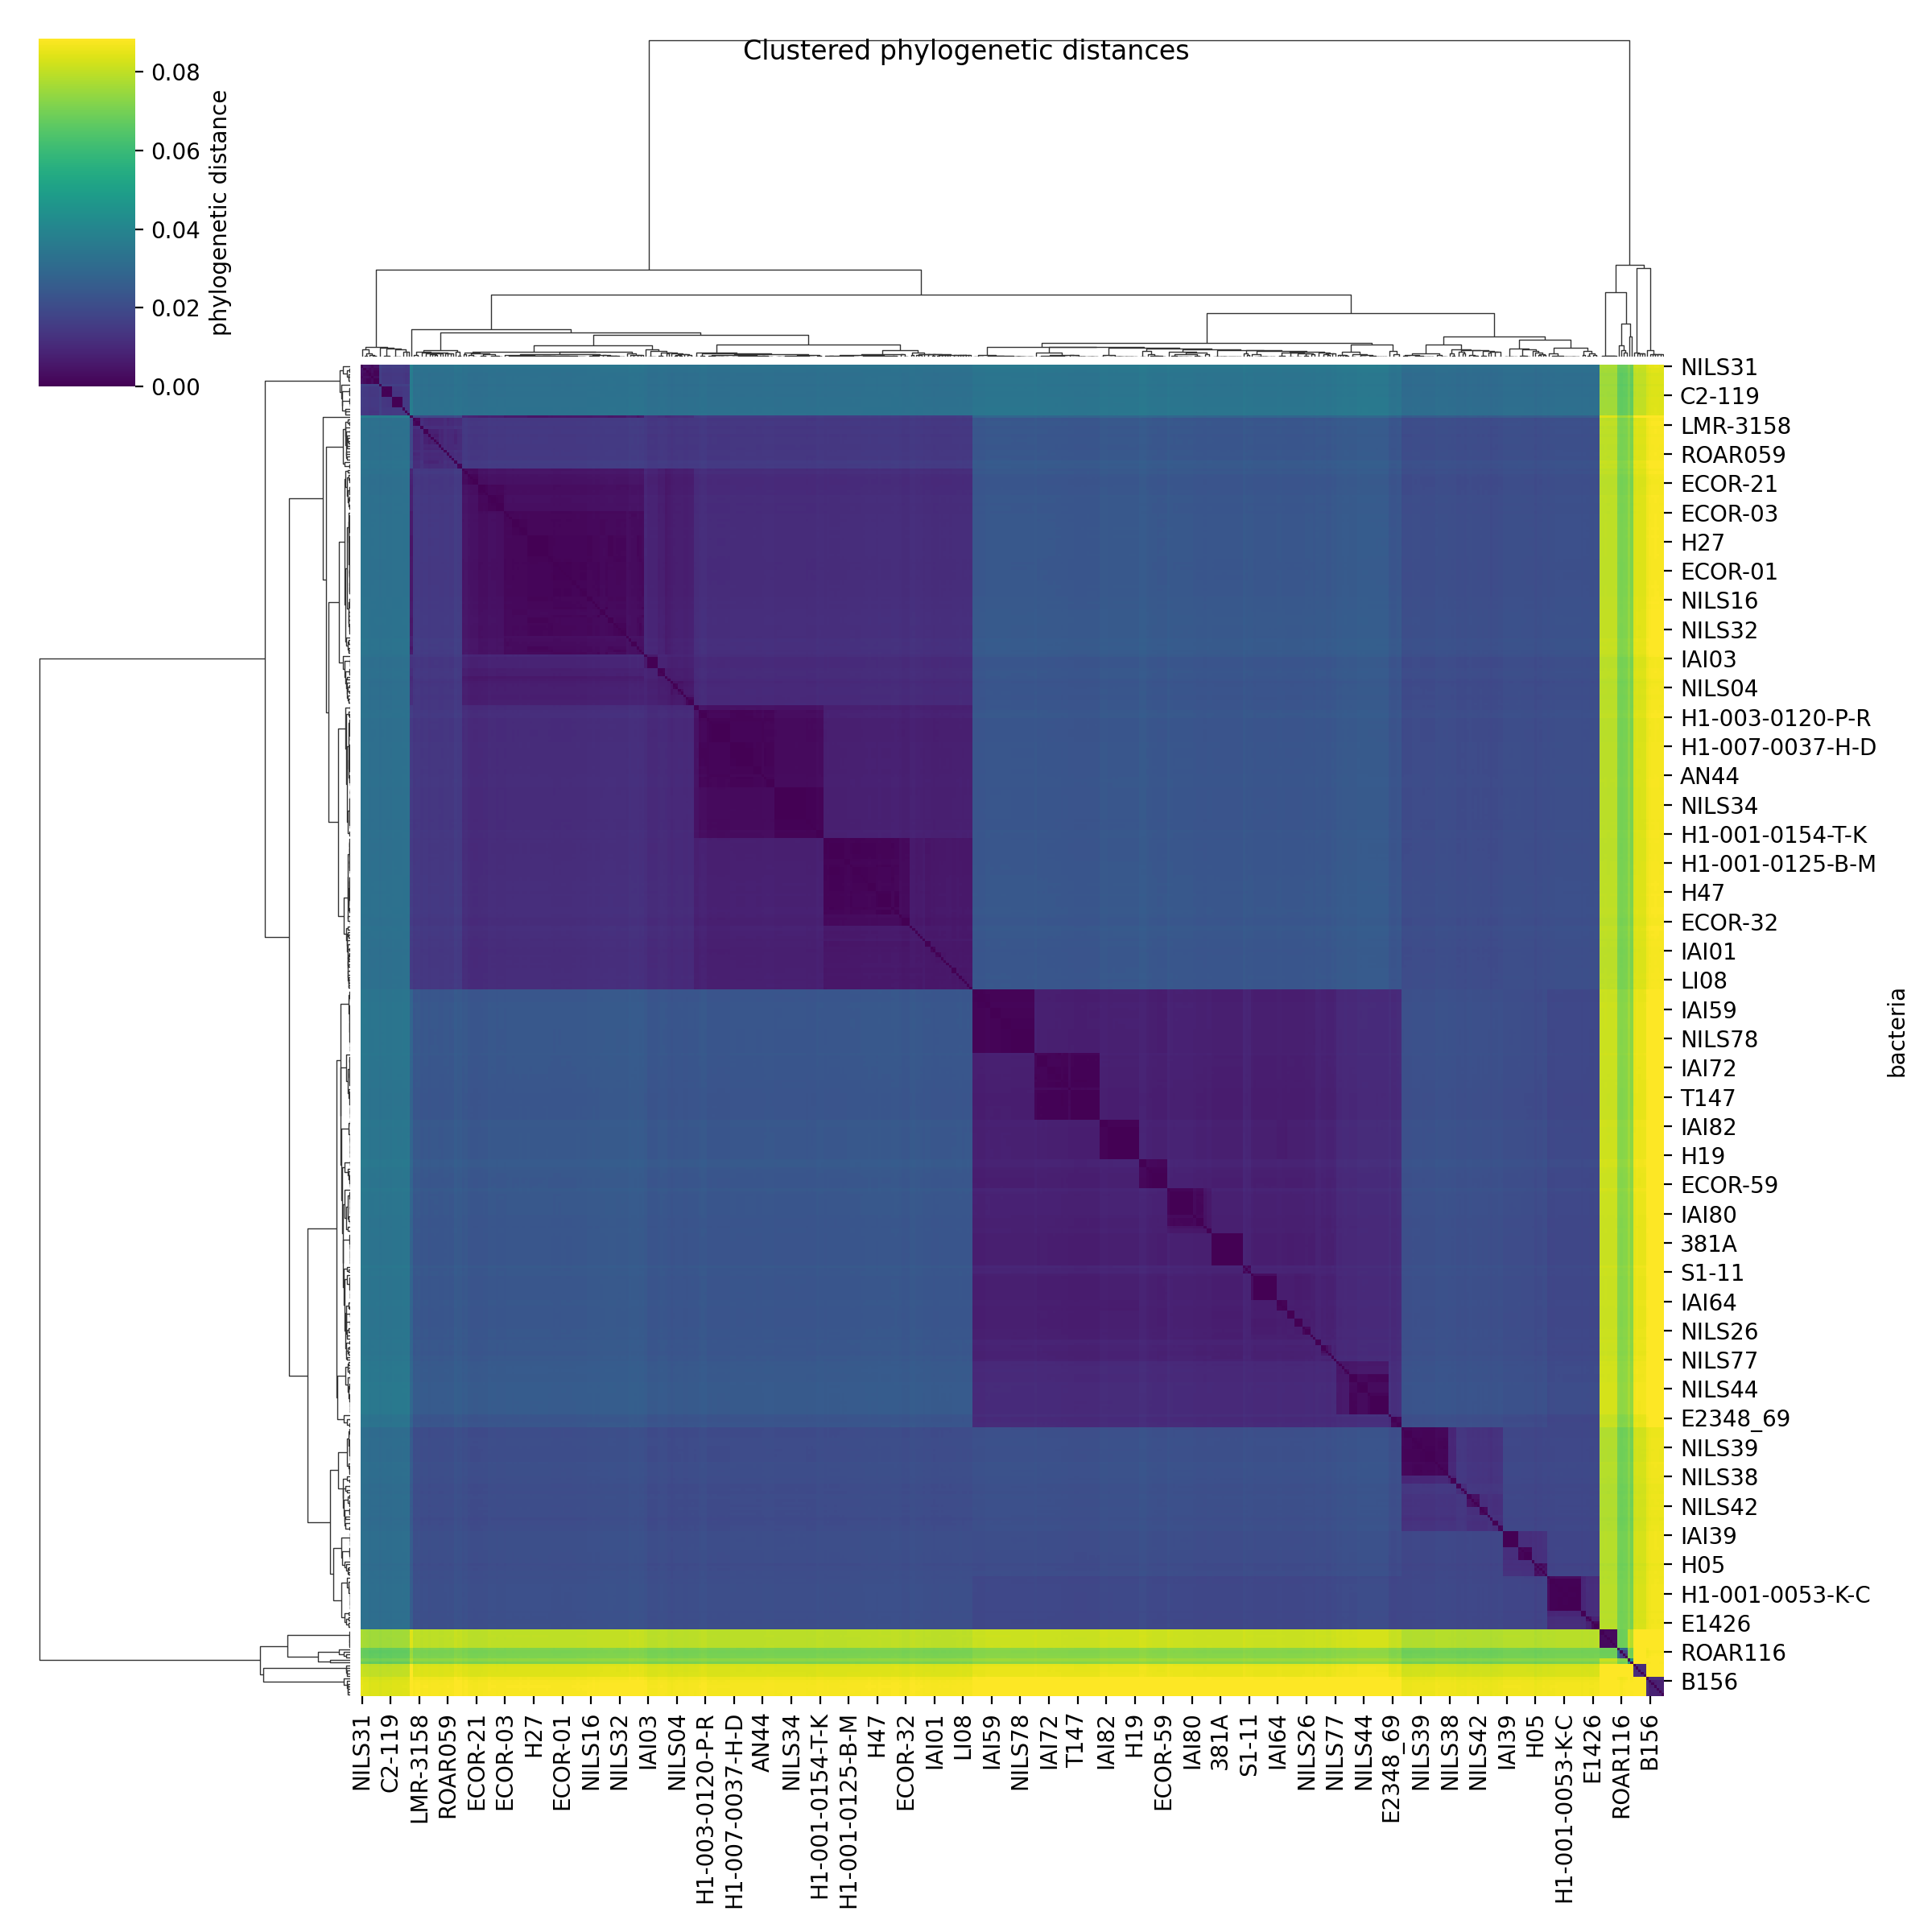 Clustered phylogenetic distances
0.08
0.06
0.04
0.02
0.00
phylogenetic distance
NILS31
C2-119
LMR-3158
ROAR059
ECOR-21
ECOR-03
H27
ECOR-01
NILS16
NILS32
IAI03
NILS04
H1-003-0120-P-R
H1-007-0037-H-D
AN44
NILS34
H1-001-0154-T-K
H1-001-0125-B-M
H47
ECOR-32
IAI01
LI08
IAI59
NILS78
IAI72
T147
IAI82
H19
ECOR-59
IAI80
381A
S1-11
IAI64
NILS26
NILS77
NILS44
E2348_69
NILS39
NILS38
NILS42
IAI39
H05
H1-001-0053-K-C
E1426
ROAR116
B156
bacteria
NILS31
C2-119
LMR-3158
ROAR059
ECOR-21
ECOR-03
H27
ECOR-01
NILS16
NILS32
IAI03
NILS04
H1-003-0120-P-R
H1-007-0037-H-D
AN44
NILS34
H1-001-0154-T-K
H1-001-0125-B-M
H47
ECOR-32
IAI01
LI08
IAI59
NILS78
IAI72
T147
IAI82
H19
ECOR-59
IAI80
381A
S1-11
IAI64
NILS26
NILS77
NILS44
E2348_69
NILS39
NILS38
NILS42
IAI39
H05
H1-001-0053-K-C
E1426
ROAR116
B156